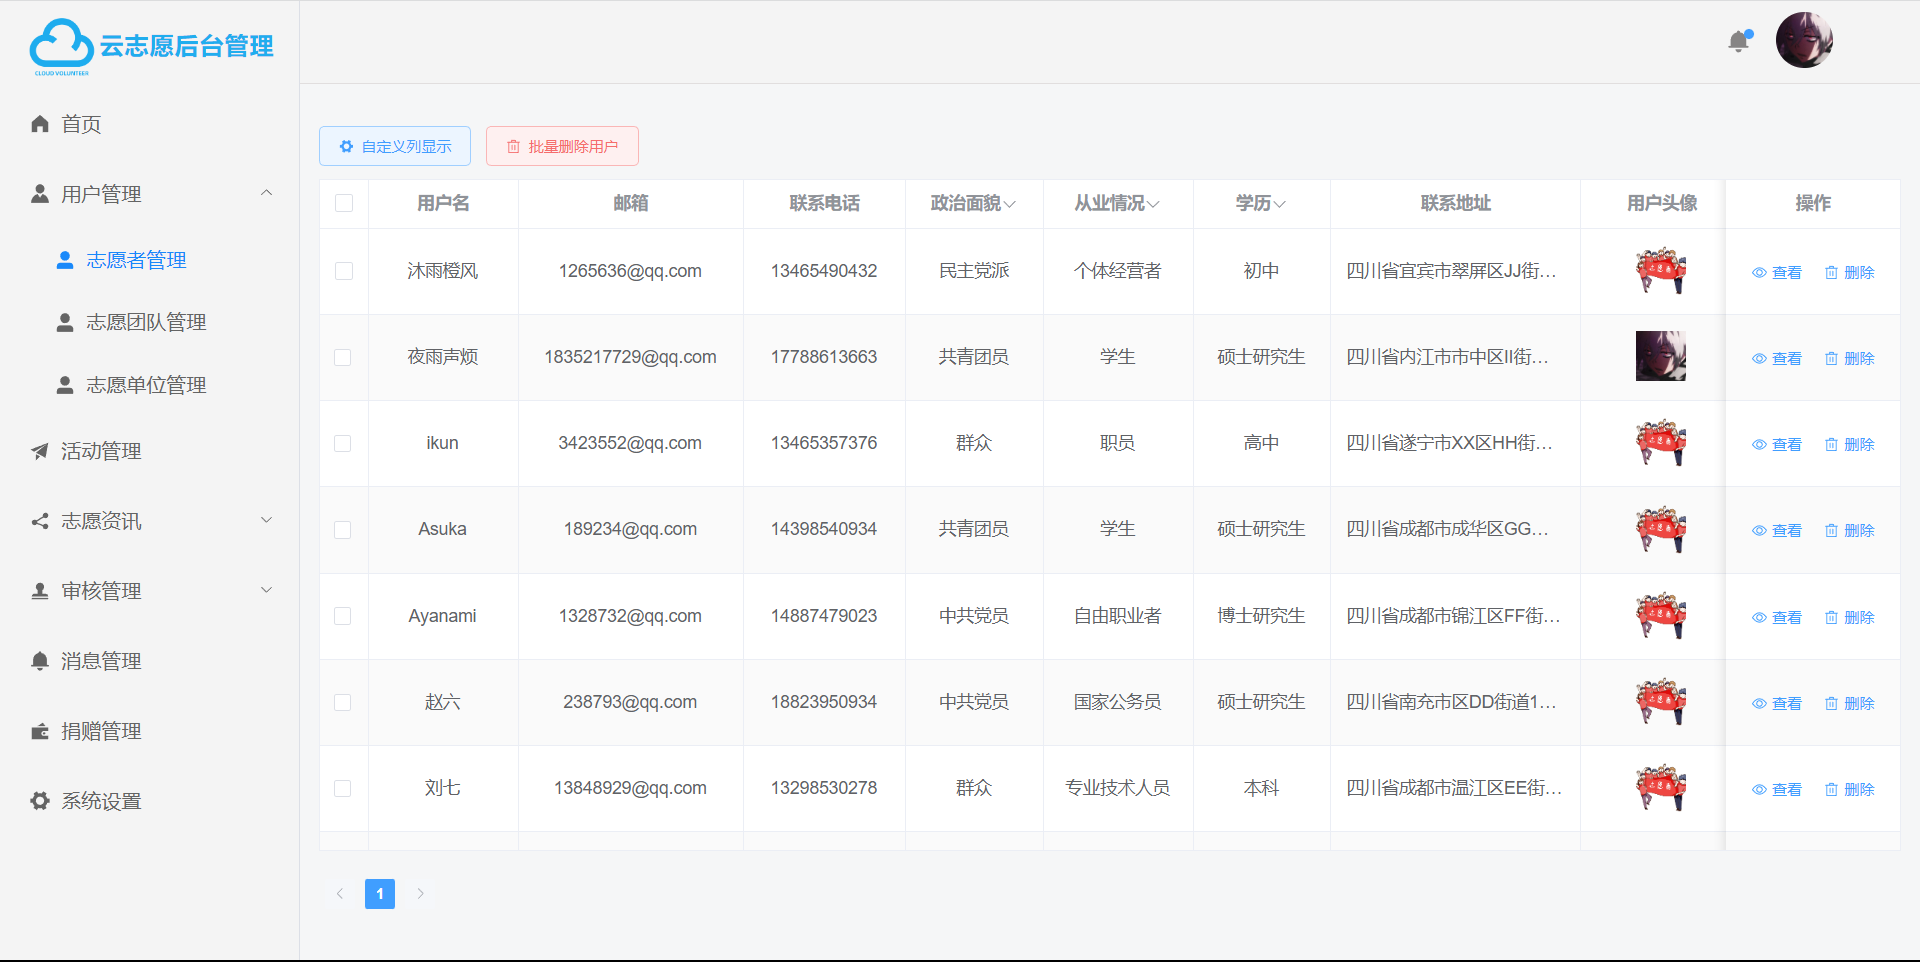 云志愿后台管理
CLOUD VOLUNTEER
首页
用户管理
志愿者管理
志愿团队管理
志愿单位管理
活动管理
志愿资讯
审核管理
消息管理
捐赠管理
系统设置
自定义列显示 批量删除用户
用户名 邮箱 联系电话 政治面貌 从业情况 学历 联系地址 用户头像 操作
沐雨橙风 1265636@qq.com 13465490432 民主党派 个体经营者 初中 四川省宜宾市翠屏区JJ街... 查看 删除
夜雨声烦 1835217729@qq.com 17788613663 共青团员 学生 硕士研究生 四川省内江市市中区II街... 查看 删除
ikun 3423552@qq.com 13465357376 群众 职员 高中 四川省遂宁市XX区HH街... 查看 删除
Asuka 189234@qq.com 14398540934 共青团员 学生 硕士研究生 四川省成都市成华区GG... 查看 删除
Ayanami 1328732@qq.com 14887479023 中共党员 自由职业者 博士研究生 四川省成都市锦江区FF街... 查看 删除
赵六 238793@qq.com 18823950934 中共党员 国家公务员 硕士研究生 四川省南充市区DD街道1... 查看 删除
刘七 13848929@qq.com 13298530278 群众 专业技术人员 本科 四川省成都市温江区EE街... 查看 删除
1